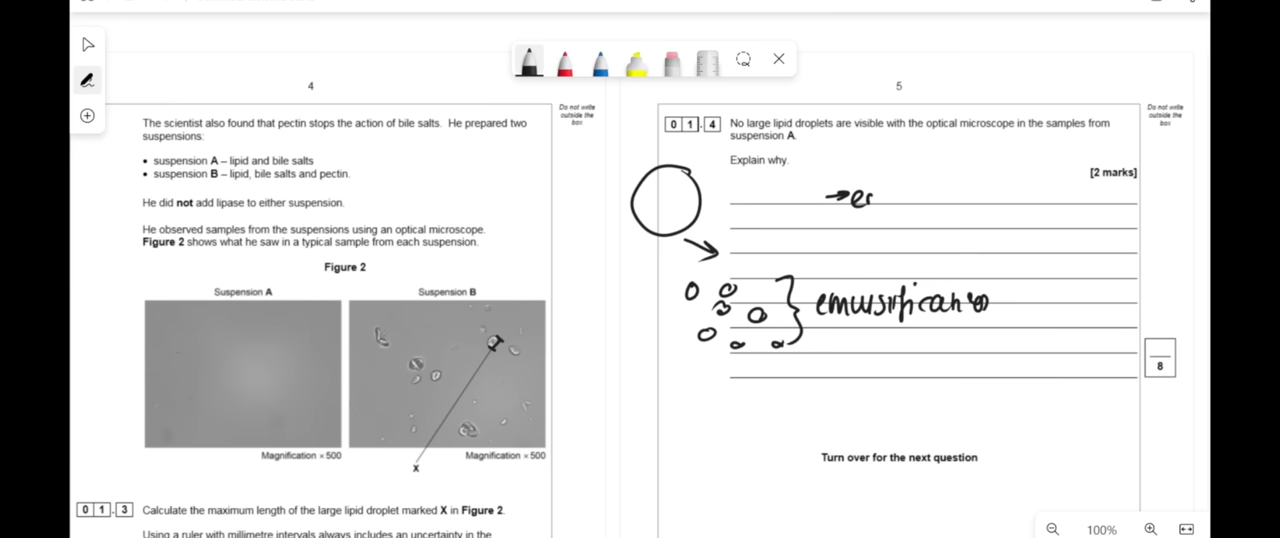 4
The scientist also found that pectin stops the action of bile salts. He prepared two
suspensions:
• suspension A – lipid and bile salts
• suspension B – lipid, bile salts and pectin.
He did not add lipase to either suspension.
He observed samples from the suspensions using an optical microscope.
Figure 2 shows what he saw in a typical sample from each suspension.
Figure 2
Suspension A
Suspension B
Magnification × 500
Magnification × 500
X
0 1 . 3 Calculate the maximum length of the large lipid droplet marked X in Figure 2.
Using a ruler with millimetre intervals always includes an uncertainty in the
Do not write
outside the
box
5
0 1 . 4 No large lipid droplets are visible with the optical microscope in the samples from
suspension A.
Explain why.
[2 marks]
→ er
Do not write
outside the
box
8
Turn over for the next question
100%